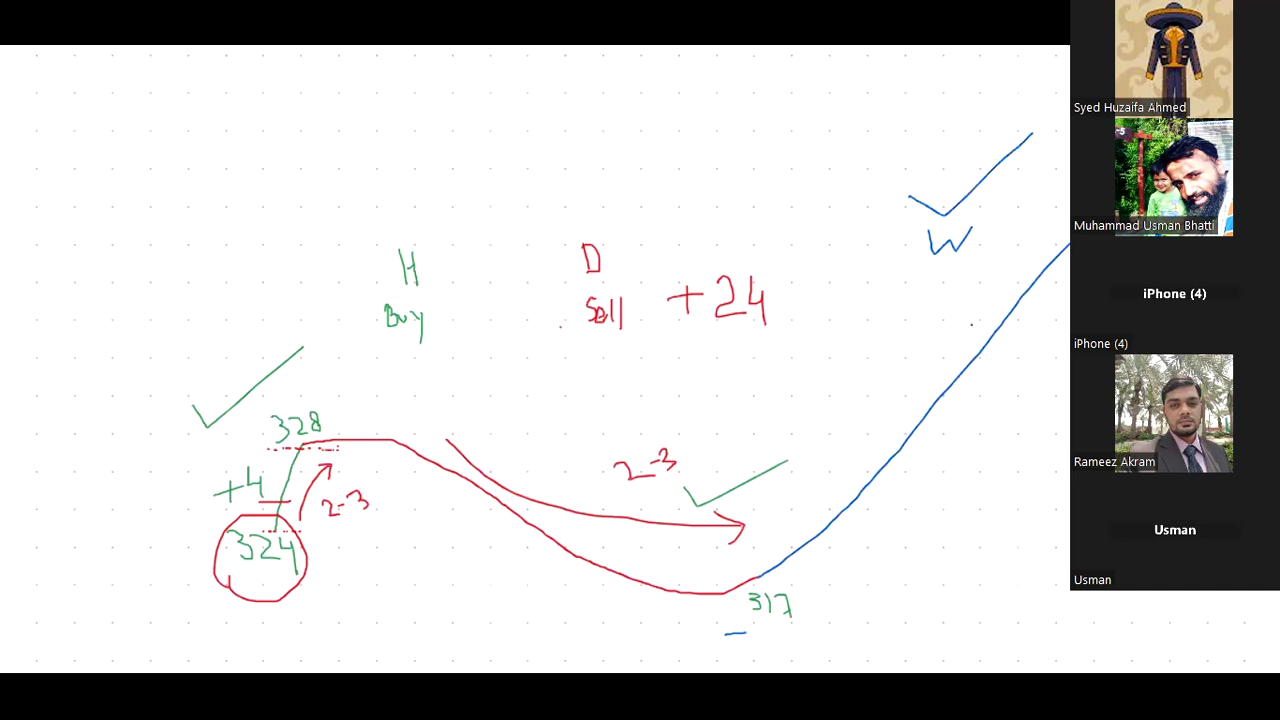 Syed Huzaifa Ahmed
Muhammad Usman Bhatti
iPhone (4)
iPhone (4)
Rameez Akram
Usman
Usman
W
H
D
Buy
Sell +24
328
+4
2-3
2-3
324
317